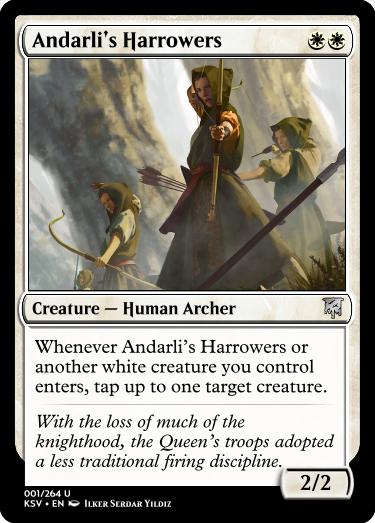 Andarli's Harrowers
Creature — Human Archer
Whenever Andarli's Harrowers or
another white creature you control
enters, tap up to one target creature.
With the loss of much of the
knighthood, the Queen's troops adopted
a less traditional firing discipline.
2/2
001/264 U
KSV • EN Ilker Serdar Yildiz